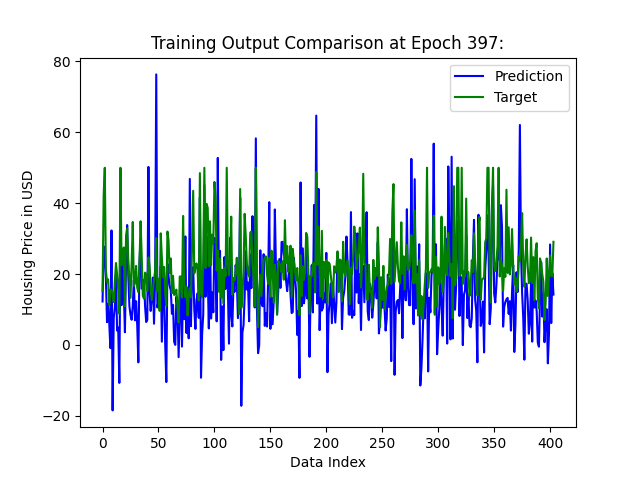 Training Output Comparison at Epoch 397:
Prediction
Target
80
60
40
20
0
−20
Housing Price in USD
0 50 100 150 200 250 300 350 400
Data Index